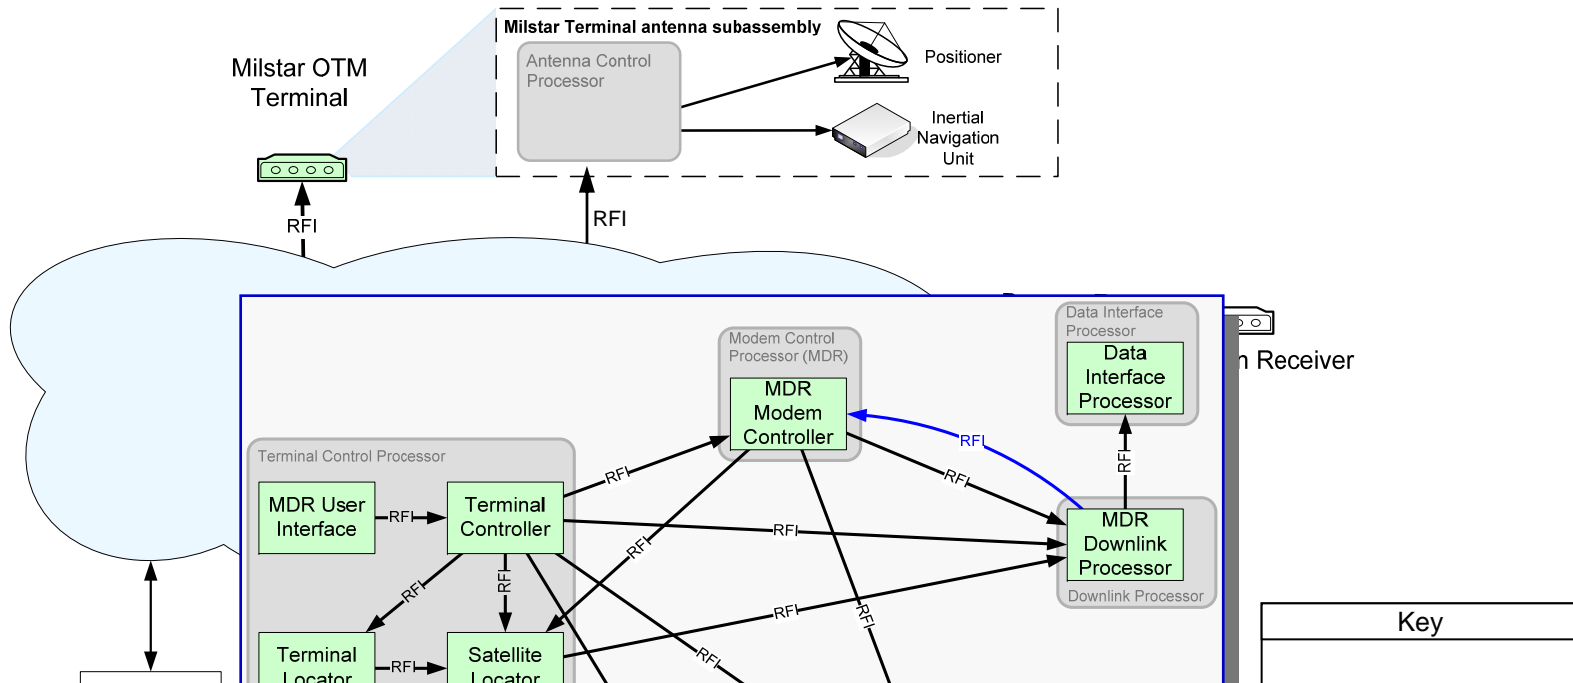 Milstar Terminal antenna subassembly
Antenna Control
Processor
Positioner
Inertial
Navigation
Unit
Milstar OTM
Terminal
RFI
RFI
Data Interface
Processor
Data
Interface
Processor
Receiver
Modem Control
Processor (MDR)
MDR
Modem
Controller
RFI
RFI
RFI
RFI
Terminal Control Processor
MDR User
Interface
RFI
Terminal
Controller
RFI
RFI
MDR
Downlink
Processor
Downlink Processor
RFI
RFI
RFI
RFI
Key
Terminal
Locator
RFI
Satellite
Locator
RFI